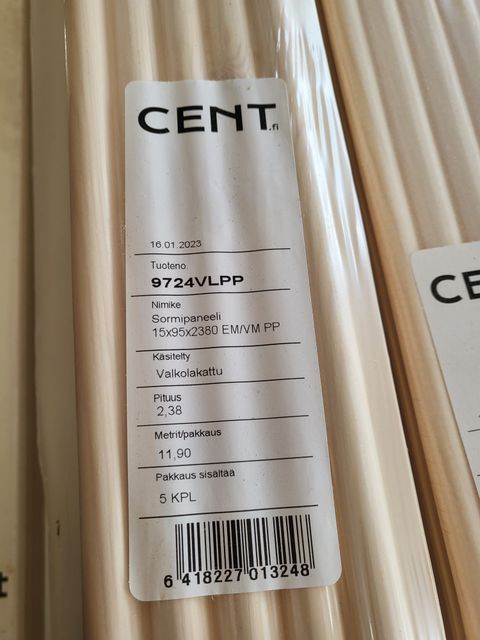 CENT.fi
16.01.2023
Tuoteno.
9724VLPP
Nimike
Sormipaneeli
15x95x2380 EM/VM PP
Käsitelty
Valkolakattu
Pituus
2,38
Metrit/pakkaus
11,90
Pakkaus sisältää
5 KPL
6 418227 013248
CE
t